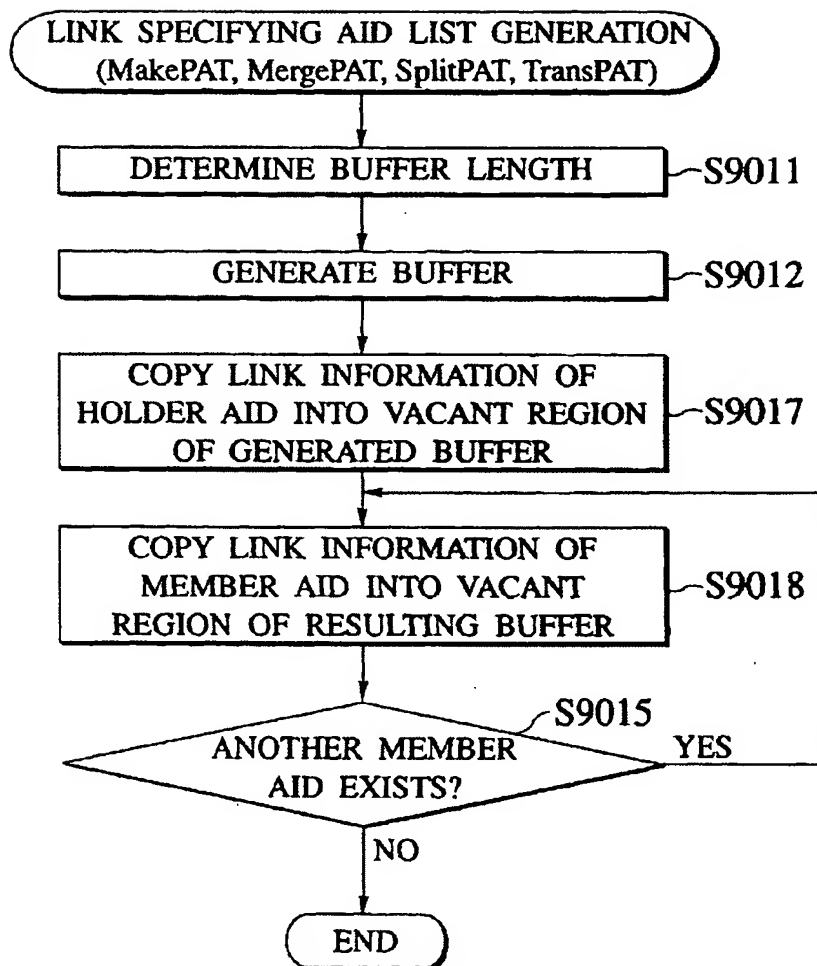 LINK SPECIFYING AID LIST GENERATION
(MakePAT, MergePAT, SplitPAT, TransPAT)
DETERMINE BUFFER LENGTH
S9011
GENERATE BUFFER
S9012
COPY LINK INFORMATION OF
HOLDER AID INTO VACANT REGION
OF GENERATED BUFFER
S9017
COPY LINK INFORMATION OF
MEMBER AID INTO VACANT
REGION OF RESULTING BUFFER
S9018
S9015
ANOTHER MEMBER
AID EXISTS?
YES
NO
END